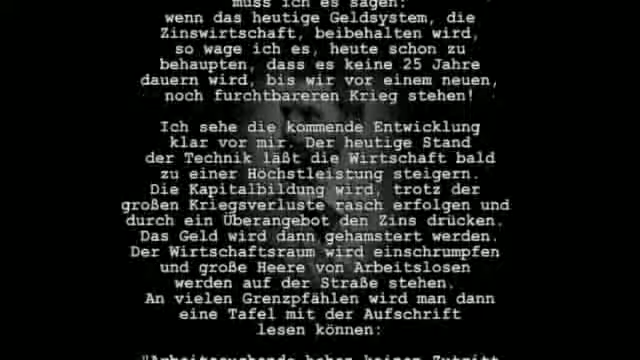 muss ich es sagen:
wenn das heutige Geldsystem, die
Zinswirtschaft, beibehalten wird,
so wage ich es, heute schon zu
behaupten, dass es keine 25 Jahre
dauern wird, bis wir vor einem neuen,
noch furchtbareren Krieg stehen!
Ich sehe die kommende Entwicklung
klar vor mir. Der heutige Stand
der Technik läßt die Wirtschaft bald
zu einer Höchstleistung steigern.
Die Kapitalbildung wird, trotz der
großen Kriegsverluste rasch erfolgen und
durch ein Überangebot den Zins drücken.
Das Geld wird dann gehamstert werden.
Der Wirtschaftsraum wird einschrumpfen
und große Heere von Arbeitslosen
werden auf der Straße stehen.
An vielen Grenzpfählen wird man dann
eine Tafel mit der Aufschrift
lesen können:
"Arbeitsuchende haben keinen Zutritt